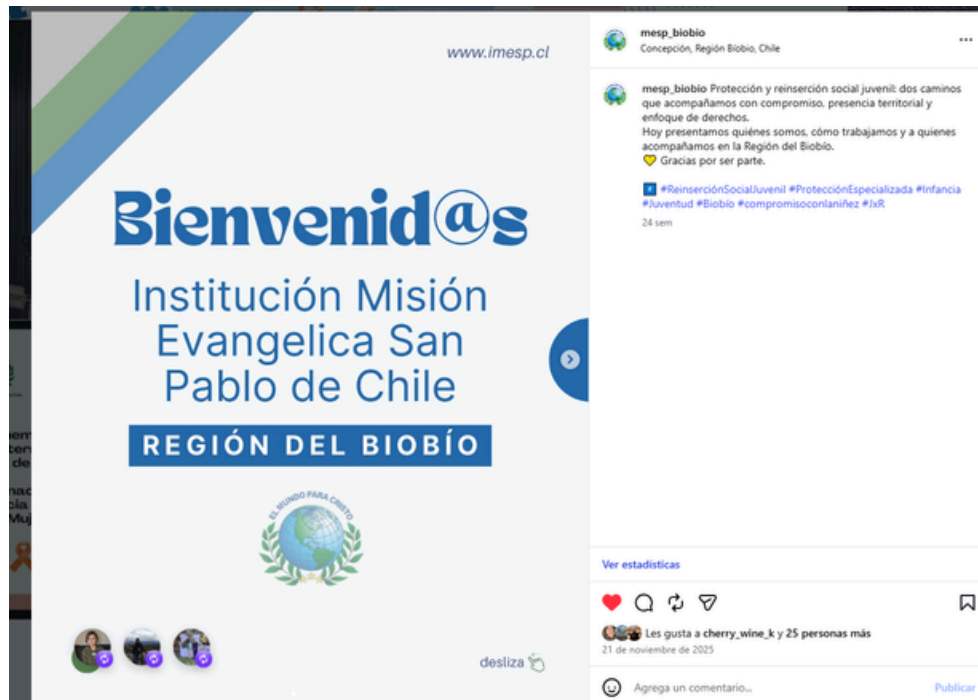 www.imesp.cl
Bienvenid@s
Institución Misión
Evangelica San
Pablo de Chile
REGIÓN DEL BIOBÍO
EL MUNDO PARA CRISTO
desliza
mesp_biobio
Concepción, Región Bíobio, Chile
mesp_biobio Protección y reinserción social juvenil: dos caminos
que acompañamos con compromiso, presencia territorial y
enfoque de derechos.
Hoy presentamos quiénes somos, cómo trabajamos y a quienes
acompañamos en la Región del Biobío.
💛 Gracias por ser parte.
#️⃣ #ReinserciónSocialJuvenil #ProtecciónEspecializada #Infancia
#Juventud #Biobío #compromisoconlaniñez #JxR
24 sem
Ver estadísticas
Les gusta a cherry_wine_k y 25 personas más
21 de noviembre de 2025
Agrega un comentario...
Publicar